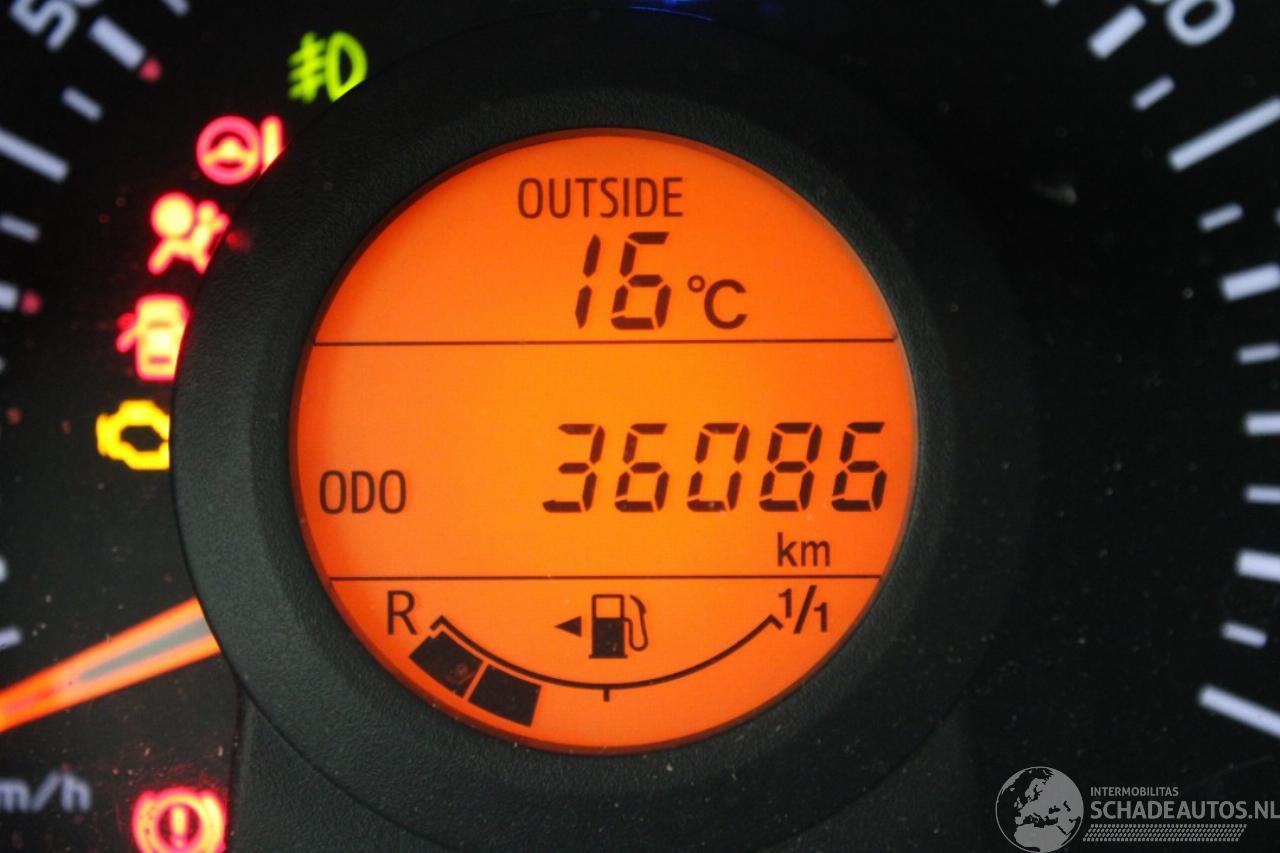 OUTSIDE
16 °C
ODO 36086
km
R 1/1
m/h
INTERMOBILITAS
SCHADEAUTOS.NL